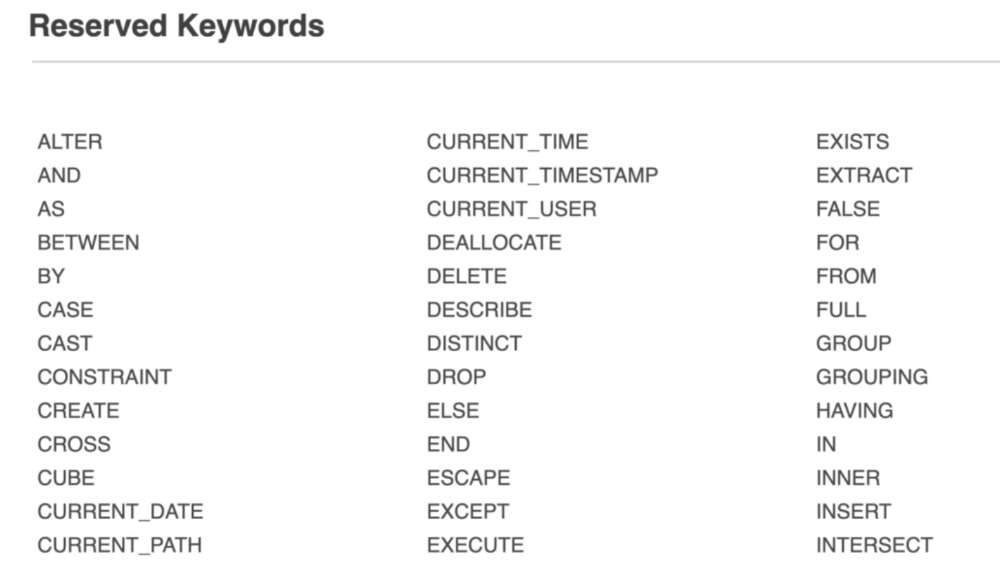 Reserved Keywords
ALTER
AND
AS
BETWEEN
BY
CASE
CAST
CONSTRAINT
CREATE
CROSS
CUBE
CURRENT_DATE
CURRENT_PATH
CURRENT_TIME
CURRENT_TIMESTAMP
CURRENT_USER
DEALLOCATE
DELETE
DESCRIBE
DISTINCT
DROP
ELSE
END
ESCAPE
EXCEPT
EXECUTE
EXISTS
EXTRACT
FALSE
FOR
FROM
FULL
GROUP
GROUPING
HAVING
IN
INNER
INSERT
INTERSECT